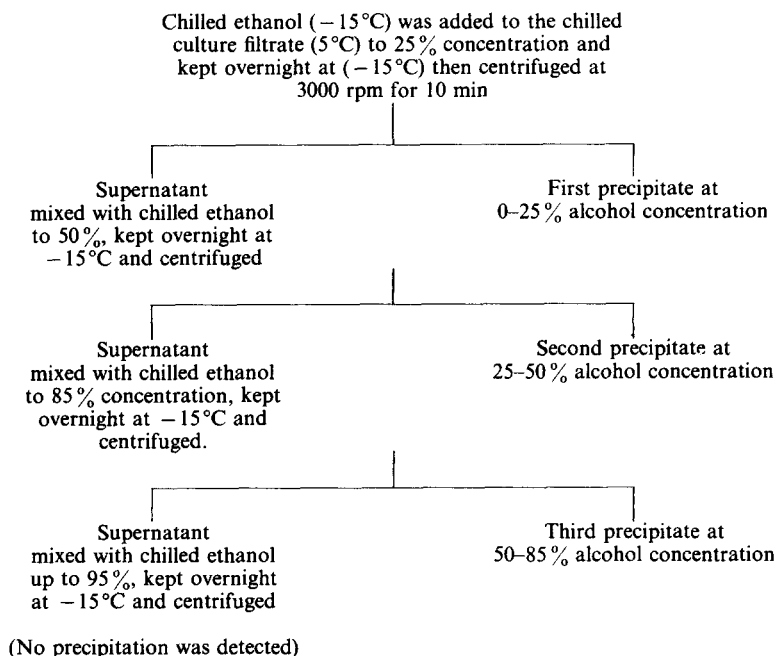 Chilled ethanol (−15°C) was added to the chilled
culture filtrate (5°C) to 25% concentration and
kept overnight at (−15°C) then centrifuged at
3000 rpm for 10 min
Supernatant
mixed with chilled ethanol
to 50%, kept overnight at
−15°C and centrifuged
First precipitate at
0–25% alcohol concentration
Supernatant
mixed with chilled ethanol
to 85% concentration, kept
overnight at −15°C and
centrifuged.
Second precipitate at
25–50% alcohol concentration
Supernatant
mixed with chilled ethanol
up to 95%, kept overnight
at −15°C and centrifuged
Third precipitate at
50–85% alcohol concentration
(No precipitation was detected)